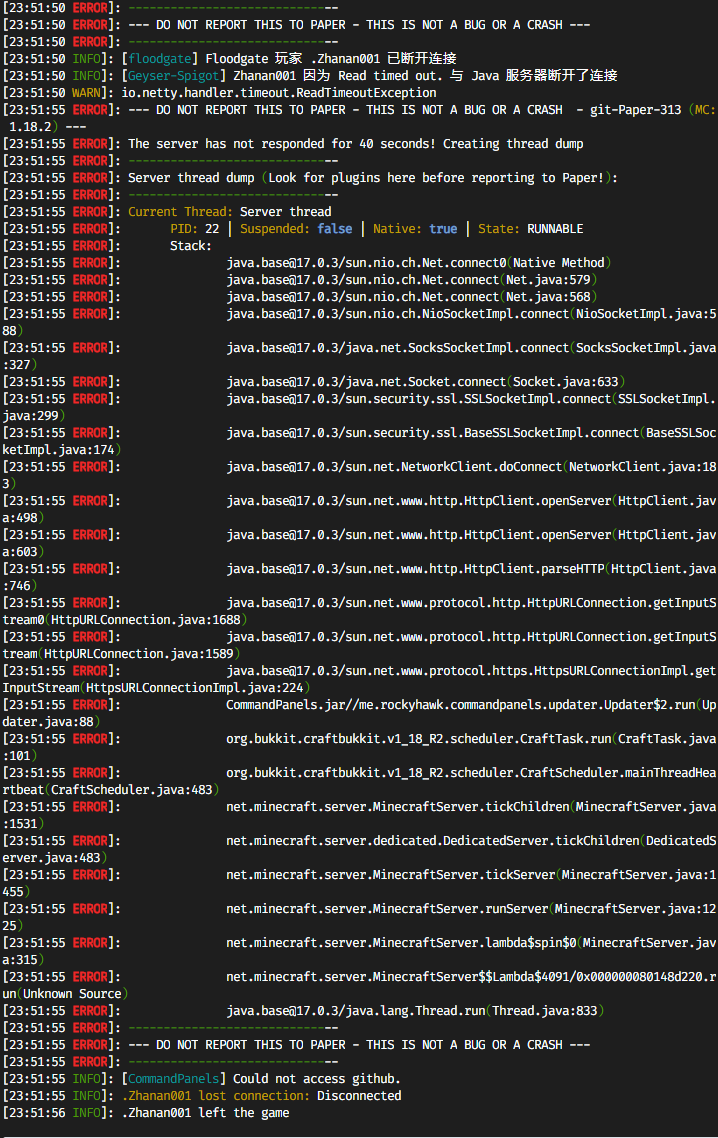 [23:51:50 ERROR]: ------------------------------
[23:51:50 ERROR]: --- DO NOT REPORT THIS TO PAPER - THIS IS NOT A BUG OR A CRASH ---
[23:51:50 ERROR]: ------------------------------
[23:51:50 INFO]: [floodgate] Floodgate 玩家 .Zhanan001 已断开连接
[23:51:50 INFO]: [Geyser-Spigot] Zhanan001 因为 Read timed out. 与 Java 服务器断开了连接
[23:51:50 WARN]: io.netty.handler.timeout.ReadTimeoutException
[23:51:55 ERROR]: --- DO NOT REPORT THIS TO PAPER - THIS IS NOT A BUG OR A CRASH  - git-Paper-313 (MC:
 1.18.2) ---
[23:51:55 ERROR]: The server has not responded for 40 seconds! Creating thread dump
[23:51:55 ERROR]: ------------------------------
[23:51:55 ERROR]: Server thread dump (Look for plugins here before reporting to Paper!):
[23:51:55 ERROR]: ------------------------------
[23:51:55 ERROR]: Current Thread: Server thread
[23:51:55 ERROR]:       PID: 22 | Suspended: false | Native: true | State: RUNNABLE
[23:51:55 ERROR]:       Stack:
[23:51:55 ERROR]:               java.base@17.0.3/sun.nio.ch.Net.connect0(Native Method)
[23:51:55 ERROR]:               java.base@17.0.3/sun.nio.ch.Net.connect(Net.java:579)
[23:51:55 ERROR]:               java.base@17.0.3/sun.nio.ch.Net.connect(Net.java:568)
[23:51:55 ERROR]:               java.base@17.0.3/sun.nio.ch.NioSocketImpl.connect(NioSocketImpl.java:5
88)
[23:51:55 ERROR]:               java.base@17.0.3/java.net.SocksSocketImpl.connect(SocksSocketImpl.java
:327)
[23:51:55 ERROR]:               java.base@17.0.3/java.net.Socket.connect(Socket.java:633)
[23:51:55 ERROR]:               java.base@17.0.3/sun.security.ssl.SSLSocketImpl.connect(SSLSocketImpl.
java:299)
[23:51:55 ERROR]:               java.base@17.0.3/sun.security.ssl.BaseSSLSocketImpl.connect(BaseSSLSoc
ketImpl.java:174)
[23:51:55 ERROR]:               java.base@17.0.3/sun.net.NetworkClient.doConnect(NetworkClient.java:18
3)
[23:51:55 ERROR]:               java.base@17.0.3/sun.net.www.http.HttpClient.openServer(HttpClient.jav
a:498)
[23:51:55 ERROR]:               java.base@17.0.3/sun.net.www.http.HttpClient.openServer(HttpClient.jav
a:603)
[23:51:55 ERROR]:               java.base@17.0.3/sun.net.www.http.HttpClient.parseHTTP(HttpClient.java
:746)
[23:51:55 ERROR]:               java.base@17.0.3/sun.net.www.protocol.http.HttpURLConnection.getInputS
tream0(HttpURLConnection.java:1688)
[23:51:55 ERROR]:               java.base@17.0.3/sun.net.www.protocol.http.HttpURLConnection.getInputS
tream(HttpURLConnection.java:1589)
[23:51:55 ERROR]:               java.base@17.0.3/sun.net.www.protocol.https.HttpsURLConnectionImpl.get
InputStream(HttpsURLConnectionImpl.java:224)
[23:51:55 ERROR]:               CommandPanels.jar//me.rockyhawk.commandpanels.updater.Updater$2.run(Up
dater.java:88)
[23:51:55 ERROR]:               org.bukkit.craftbukkit.v1_18_R2.scheduler.CraftTask.run(CraftTask.java
:101)
[23:51:55 ERROR]:               org.bukkit.craftbukkit.v1_18_R2.scheduler.CraftScheduler.mainThreadHea
rtbeat(CraftScheduler.java:483)
[23:51:55 ERROR]:               net.minecraft.server.MinecraftServer.tickChildren(MinecraftServer.java
:1531)
[23:51:55 ERROR]:               net.minecraft.server.dedicated.DedicatedServer.tickChildren(DedicatedS
erver.java:483)
[23:51:55 ERROR]:               net.minecraft.server.MinecraftServer.tickServer(MinecraftServer.java:1
455)
[23:51:55 ERROR]:               net.minecraft.server.MinecraftServer.runServer(MinecraftServer.java:12
25)
[23:51:55 ERROR]:               net.minecraft.server.MinecraftServer.lambda$spin$0(MinecraftServer.jav
a:315)
[23:51:55 ERROR]:               net.minecraft.server.MinecraftServer$$Lambda$4091/0x000000080148d220.r
un(Unknown Source)
[23:51:55 ERROR]:               java.base@17.0.3/java.lang.Thread.run(Thread.java:833)
[23:51:55 ERROR]: ------------------------------
[23:51:55 ERROR]: --- DO NOT REPORT THIS TO PAPER - THIS IS NOT A BUG OR A CRASH ---
[23:51:55 ERROR]: ------------------------------
[23:51:55 INFO]: [CommandPanels] Could not access github.
[23:51:55 INFO]: .Zhanan001 lost connection: Disconnected
[23:51:56 INFO]: .Zhanan001 left the game